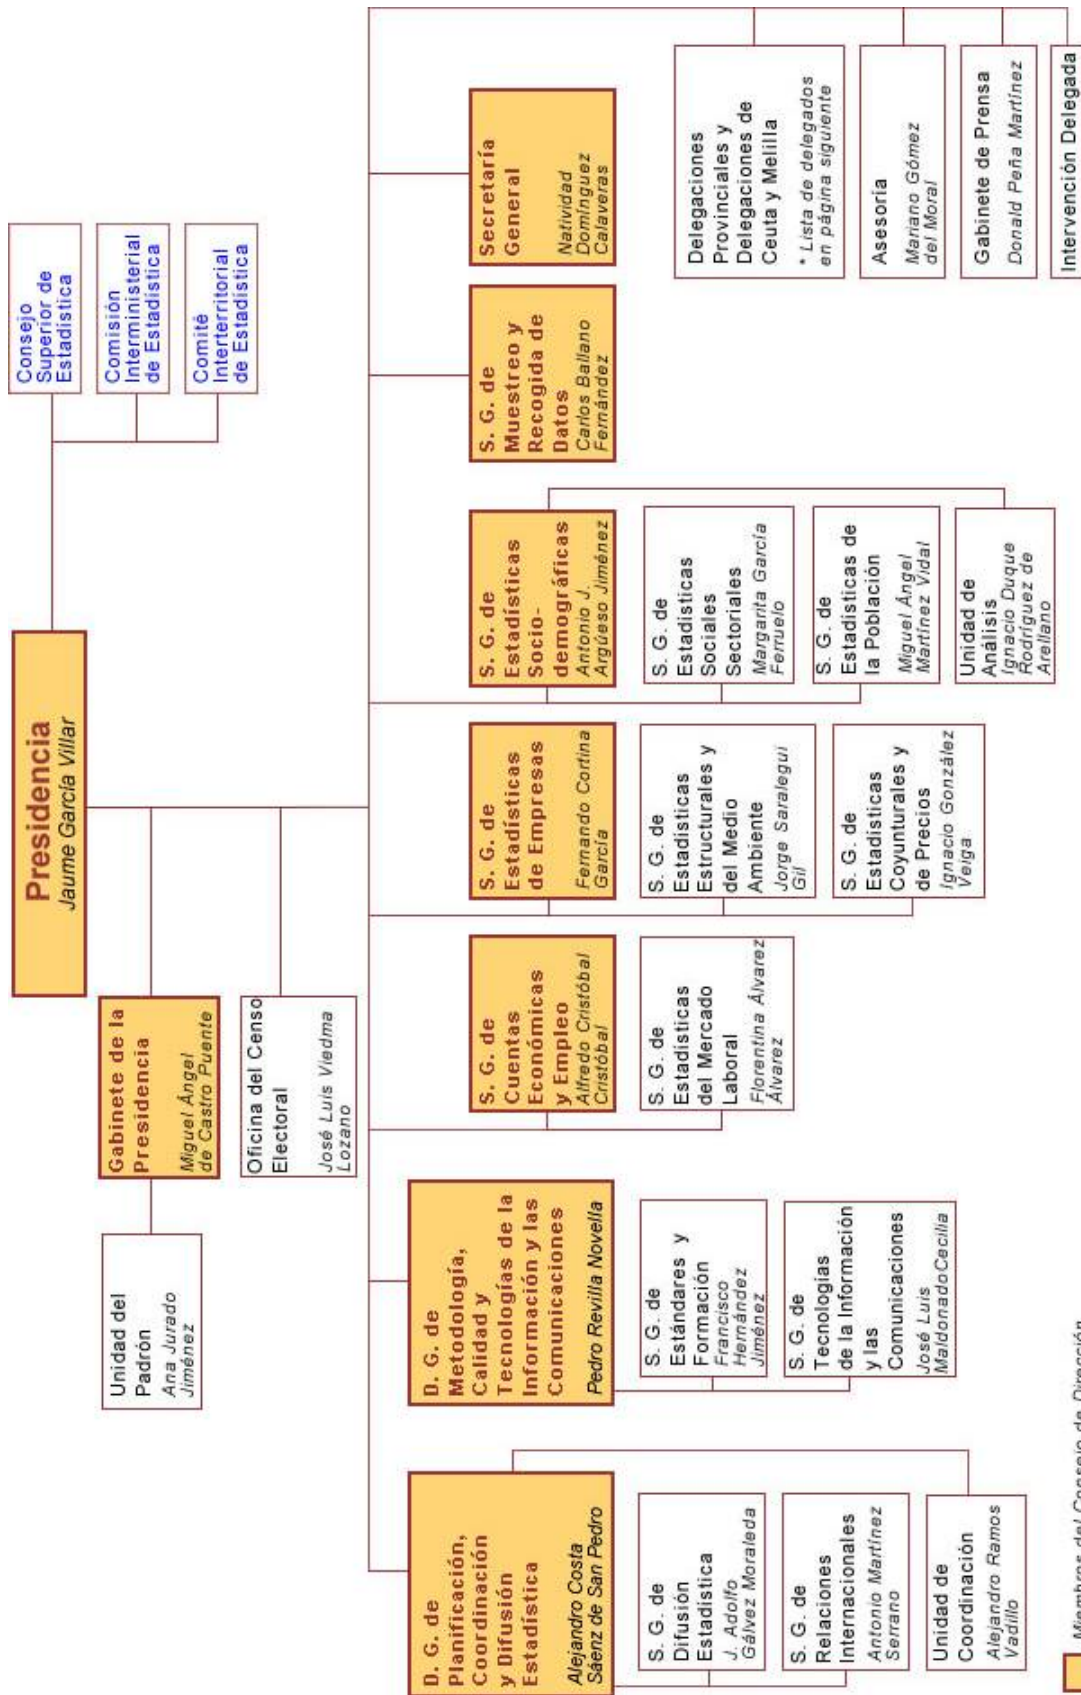 Presidencia
Jaume García Villar
Consejo
Superior de
Estadística
Comisión
Interministerial
de Estadística
Comité
Interterritorial
de Estadística
Gabinete de la
Presidencia
Miguel Ángel
de Castro Puente
Unidad del
Padrón
Ana Jurado
Jiménez
Oficina del Censo
Electoral
José Luis Viedma
Lozano
D. G. de
Planificación,
Coordinación
y Difusión
Estadística
Alejandro Costa
Sáenz de San Pedro
S. G. de
Difusión
Estadística
J. Adolfo
Gálvez Moraleda
S. G. de
Relaciones
Internacionales
Antonio Martínez
Serrano
Unidad de
Coordinación
Alejandro Ramos
Vadillo
D. G. de
Metodología,
Calidad y
Tecnologías de la
Información y las
Comunicaciones
Pedro Revilla Novella
S. G. de
Estándares y
Formación
Francisco
Hernández
Jiménez
S. G. de
Tecnologías
de la Información
y las
Comunicaciones
José Luis
MaldonadoCecilia
S. G. de
Cuentas
Económicas
y Empleo
Alfredo Cristóbal
Cristóbal
S. G. de
Estadísticas
del Mercado
Laboral
Florentina Álvarez
Álvarez
S. G. de
Estadísticas
de Empresas
Fernando Cortina
García
S. G. de
Estadísticas
Estructurales y
del Medio
Ambiente
Jorge Saralegui
Gil
S. G. de
Estadísticas
Coyunturales y
de Precios
Ignacio González
Veiga
S. G. de
Estadísticas
Socio-
demográficas
Antonio J.
Argüeso Jiménez
S. G. de
Estadísticas
Sociales
Sectoriales
Margarita García
Ferruelo
S. G. de
Estadísticas de
la Población
Miguel Ángel
Martínez Vidal
Unidad de
Análisis
Ignacio Duque
Rodríguez de
Arellano
S. G. de
Muestreo y
Recogida de
Datos
Carlos Ballano
Fernández
Secretaría
General
Natividad
Domínguez
Calaveras
Delegaciones
Provinciales y
Delegaciones de
Ceuta y Melilla
* Lista de delegados
en página siguiente
Asesoría
Mariano Gómez
del Moral
Gabinete de Prensa
Donald Peña Martínez
Intervención Delegada
Miembros del Consejo de Dirección